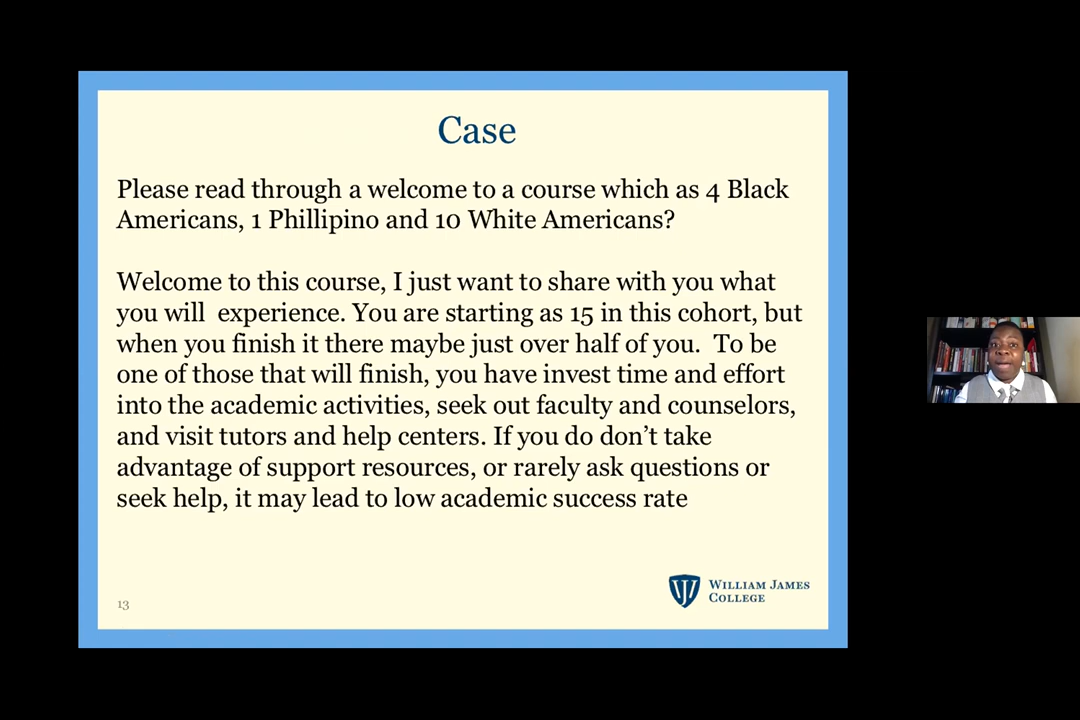 Case
Please read through a welcome to a course which as 4 Black
Americans, 1 Phillipino and 10 White Americans?
Welcome to this course, I just want to share with you what
you will  experience. You are starting as 15 in this cohort, but
when you finish it there maybe just over half of you.  To be
one of those that will finish, you have invest time and effort
into the academic activities, seek out faculty and counselors,
and visit tutors and help centers. If you do don’t take
advantage of support resources, or rarely ask questions or
seek help, it may lead to low academic success rate
13
WILLIAM JAMES
COLLEGE